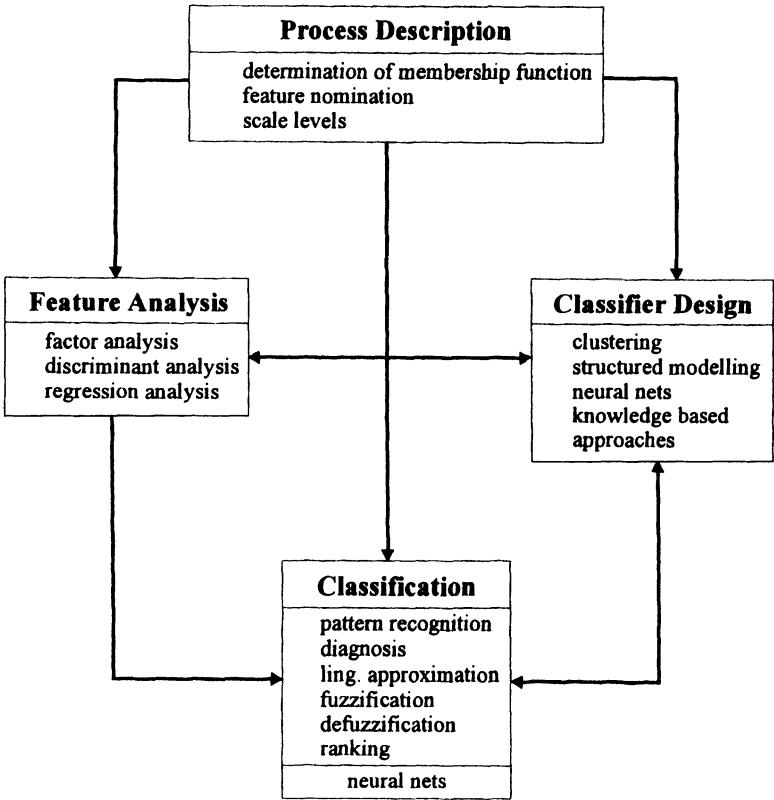 Process Description
determination of membership function
feature nomination
scale levels
Feature Analysis
factor analysis
discriminant analysis
regression analysis
Classifier Design
clustering
structured modelling
neural nets
knowledge based
approaches
Classification
pattern recognition
diagnosis
ling. approximation
fuzzification
defuzzification
ranking
neural nets